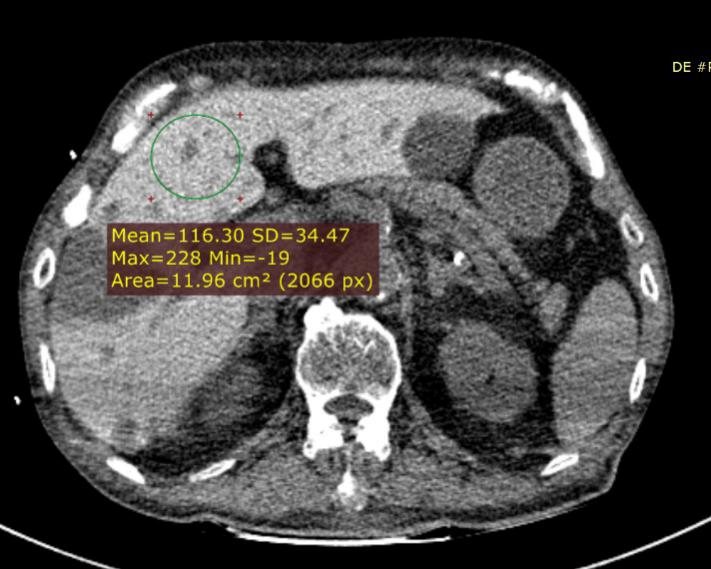 DE #
Mean=116.30 SD=34.47
Max=228 Min=-19
Area=11.96 cm² (2066 px)